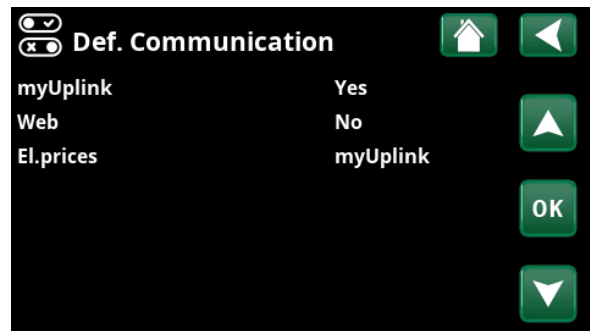 Def. Communication
myUplink Yes
Web No
El.prices myUplink
OK